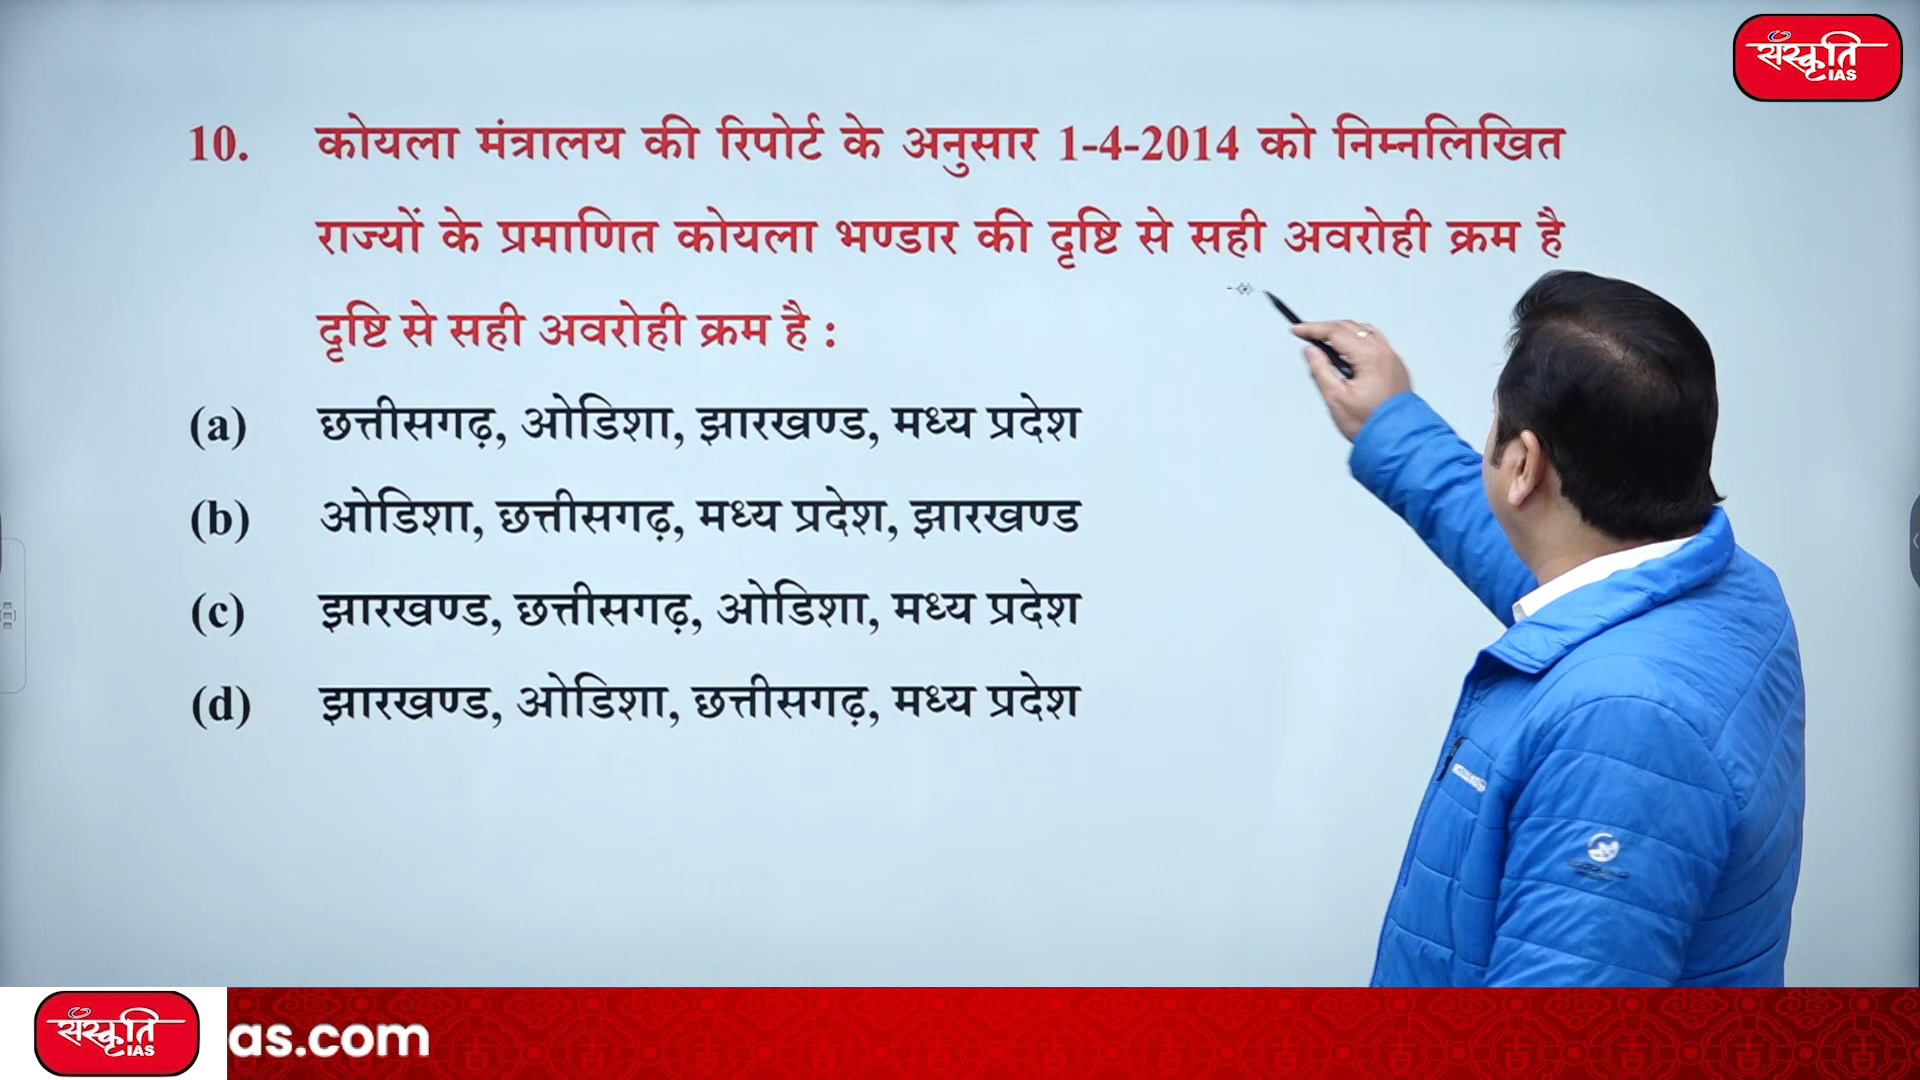 संस्कृति
IAS
10. कोयला मंत्रालय की रिपोर्ट के अनुसार 1-4-2014 को निम्नलिखित
राज्यों के प्रमाणित कोयला भण्डार की दृष्टि से सही अवरोही क्रम है
दृष्टि से सही अवरोही क्रम है :
(a) छत्तीसगढ़, ओडिशा, झारखण्ड, मध्य प्रदेश
(b) ओडिशा, छत्तीसगढ़, मध्य प्रदेश, झारखण्ड
(c) झारखण्ड, छत्तीसगढ़, ओडिशा, मध्य प्रदेश
(d) झारखण्ड, ओडिशा, छत्तीसगढ़, मध्य प्रदेश
संस्कृति
IAS
as.com